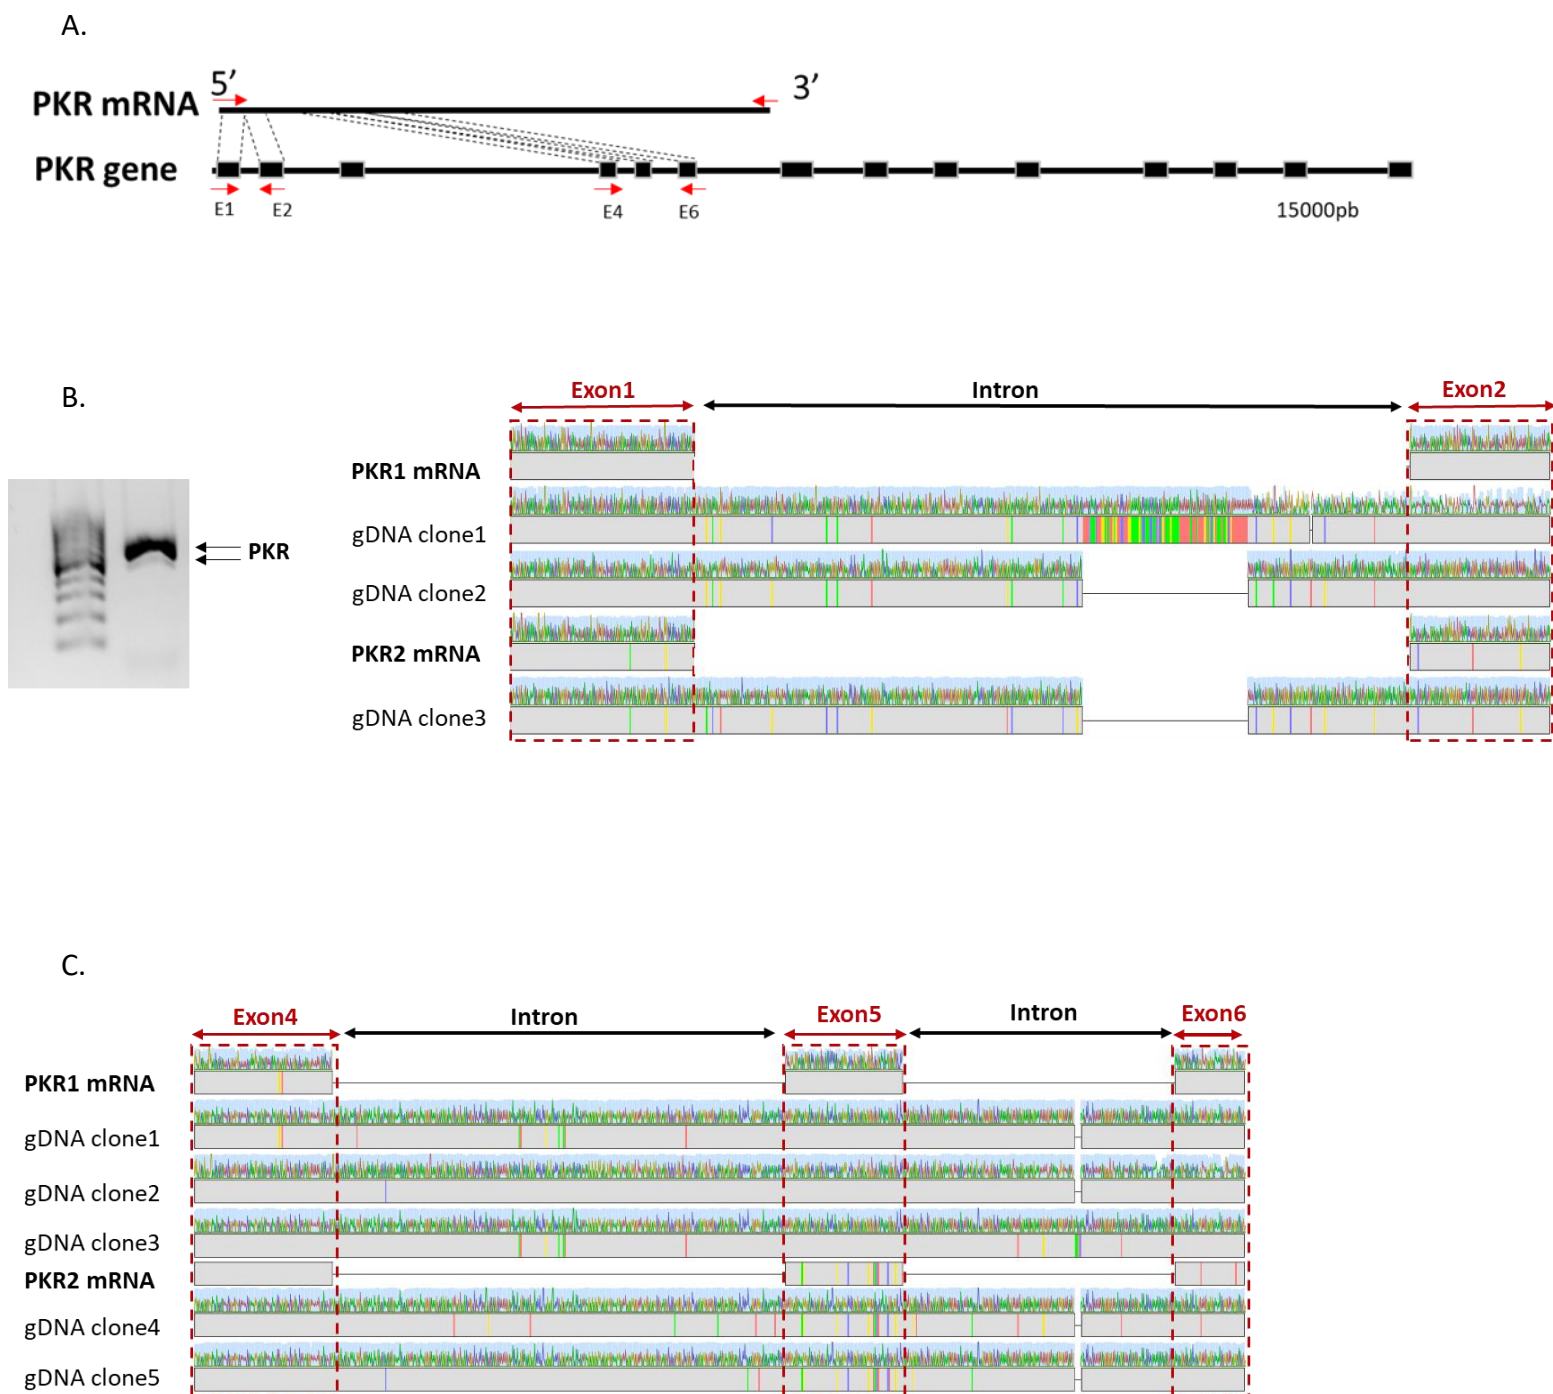 A.
5’
3’
PKR mRNA
PKR gene
E1
E2
E4
E6
15000pb
B.
Exon1
Intron
Exon2
PKR1 mRNA
gDNA clone1
PKR
gDNA clone2
PKR2 mRNA
gDNA clone3
C.
Exon4
Intron
Exon5
Intron
Exon6
PKR1 mRNA
gDNA clone1
gDNA clone2
gDNA clone3
PKR2 mRNA
gDNA clone4
gDNA clone5